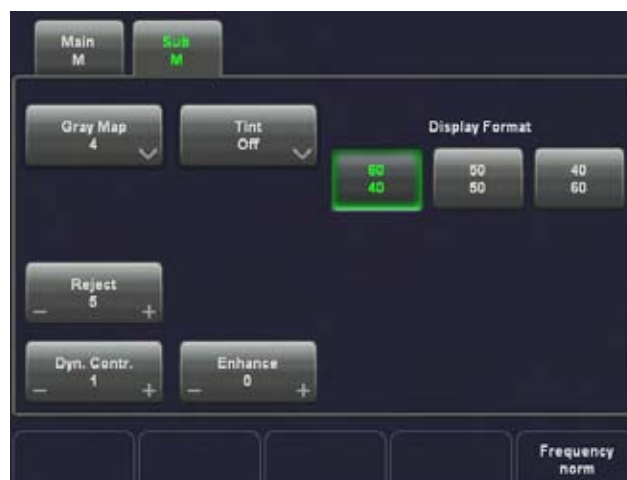 Main
M
Sub
M
Gray Map
4
Tint
Off
Display Format
60
40
50
50
40
60
Reject
5
– +
Dyn. Contr.
1
– +
Enhance
0
– +
Frequency
norm